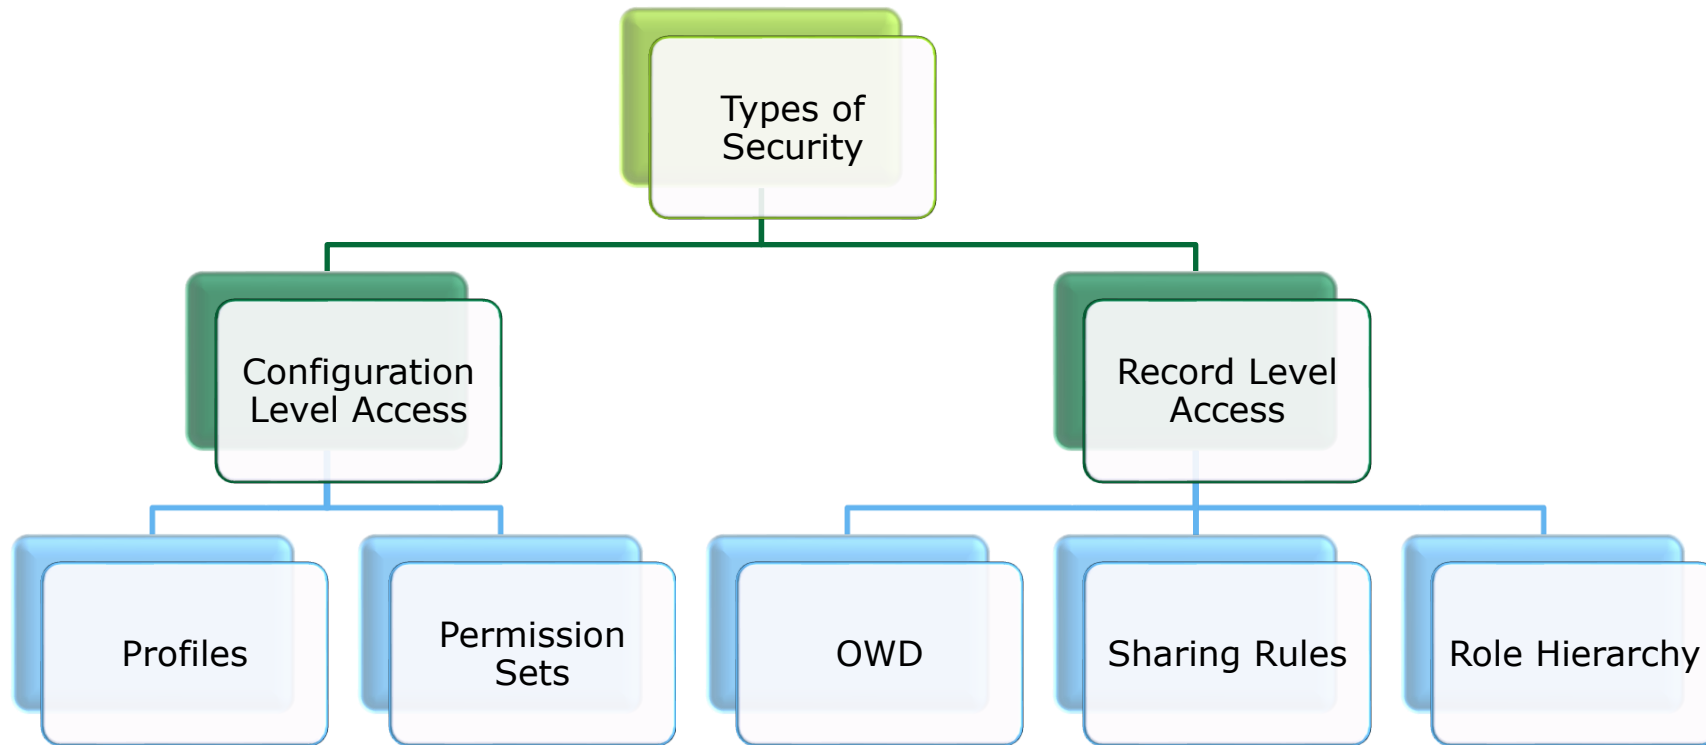 Types of
Security
Configuration
Level Access
Record Level
Access
Profiles
Permission
Sets
OWD
Sharing Rules
Role Hierarchy